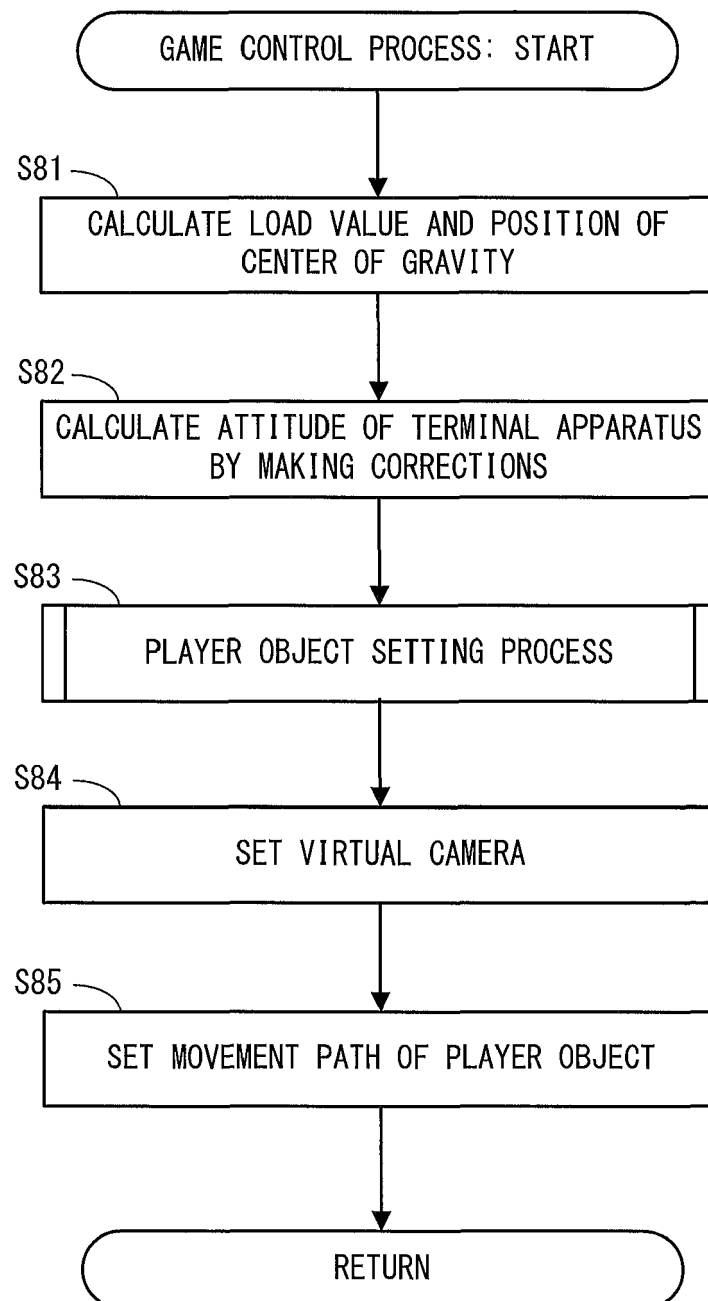 GAME CONTROL PROCESS: START
S81
CALCULATE LOAD VALUE AND POSITION OF
CENTER OF GRAVITY
S82
CALCULATE ATTITUDE OF TERMINAL APPARATUS
BY MAKING CORRECTIONS
S83
PLAYER OBJECT SETTING PROCESS
S84
SET VIRTUAL CAMERA
S85
SET MOVEMENT PATH OF PLAYER OBJECT
RETURN